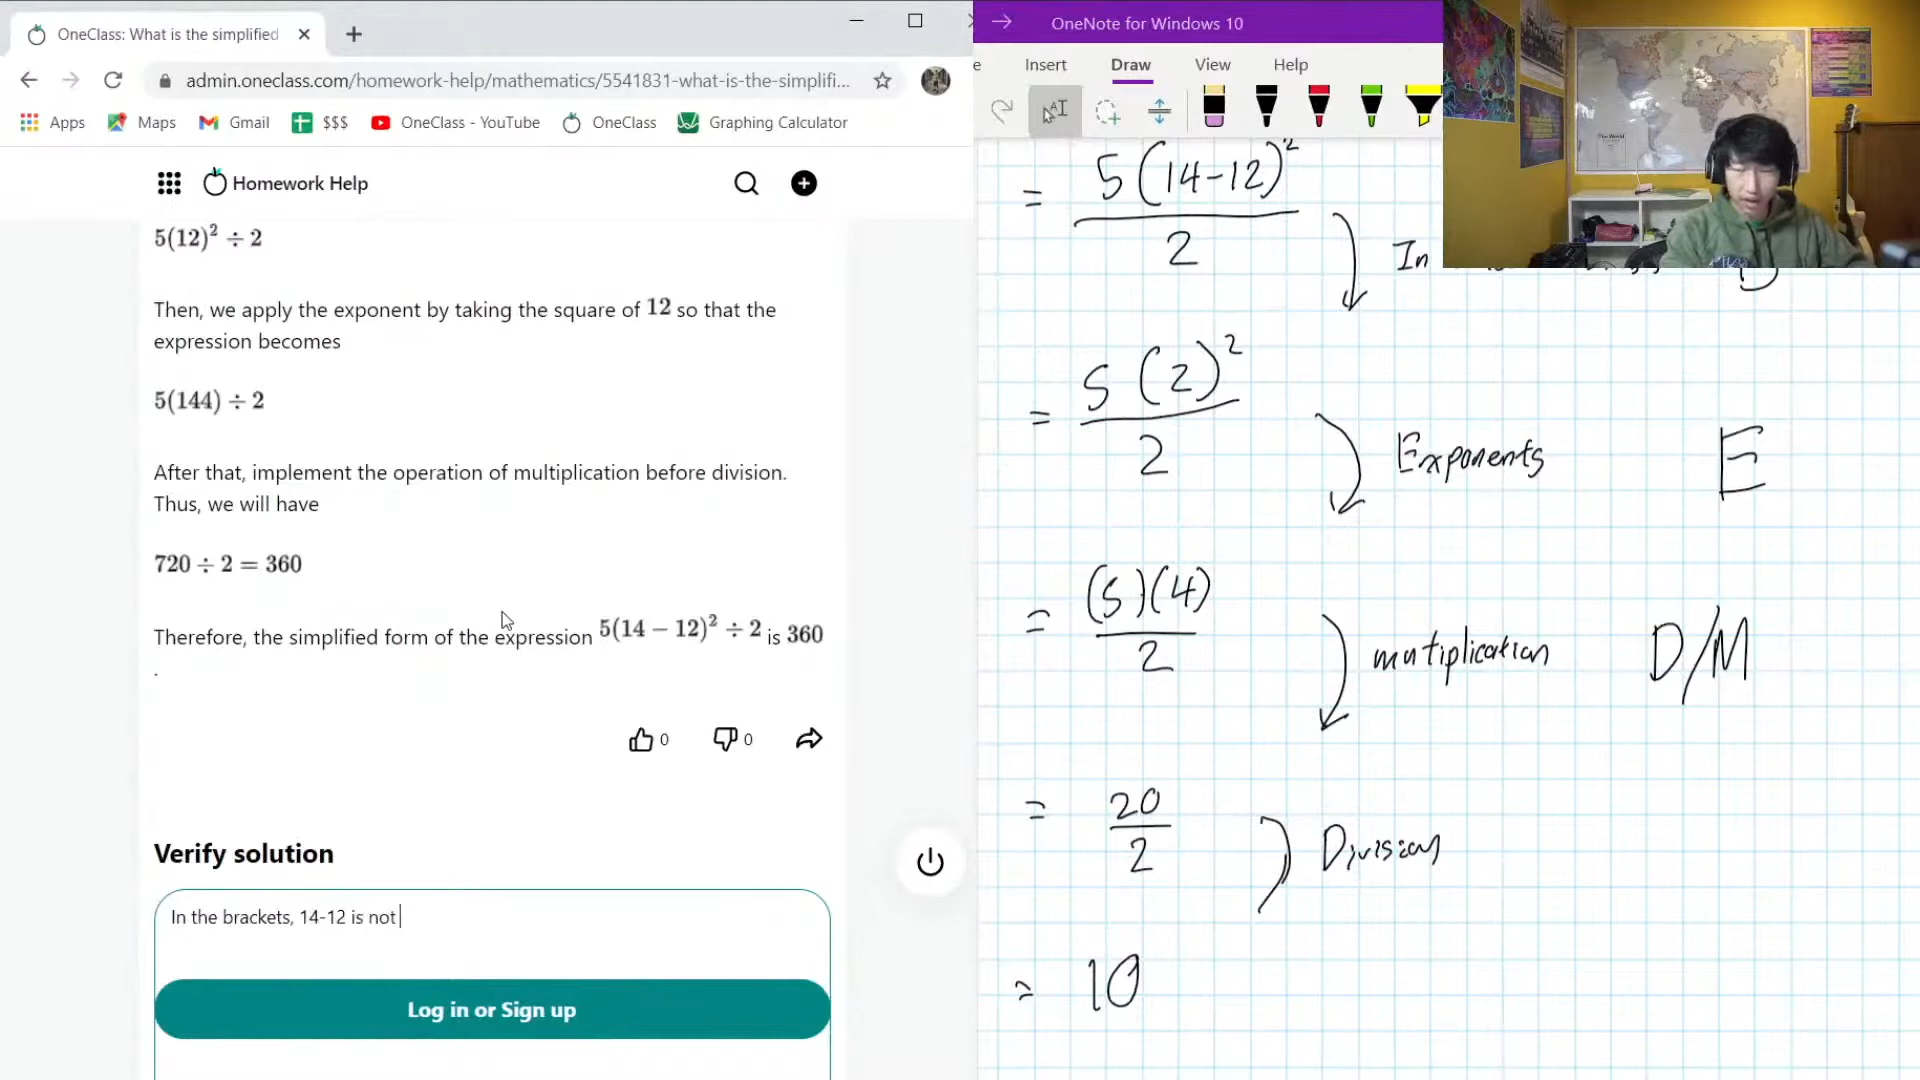 OneClass: What is the simplified
admin.oneclass.com/homework-help/mathematics/5541831-what-is-the-simplifi...
Apps Maps Gmail $$$ OneClass - YouTube OneClass Graphing Calculator
Homework Help
5(12)² ÷ 2
Then, we apply the exponent by taking the square of 12 so that the
expression becomes
5(144) ÷ 2
After that, implement the operation of multiplication before division.
Thus, we will have
720 ÷ 2 = 360
Therefore, the simplified form of the expression 5(14 − 12)² ÷ 2 is 360
.
0 0
Verify solution
In the brackets, 14-12 is not
Log in or Sign up
OneNote for Windows 10
Insert Draw View Help
= 5(14-12)²
2
In
= 5(2)²
2
Exponents E
= (5)(4)
2
mutiplication D/M
= 20
2
Division
= 10